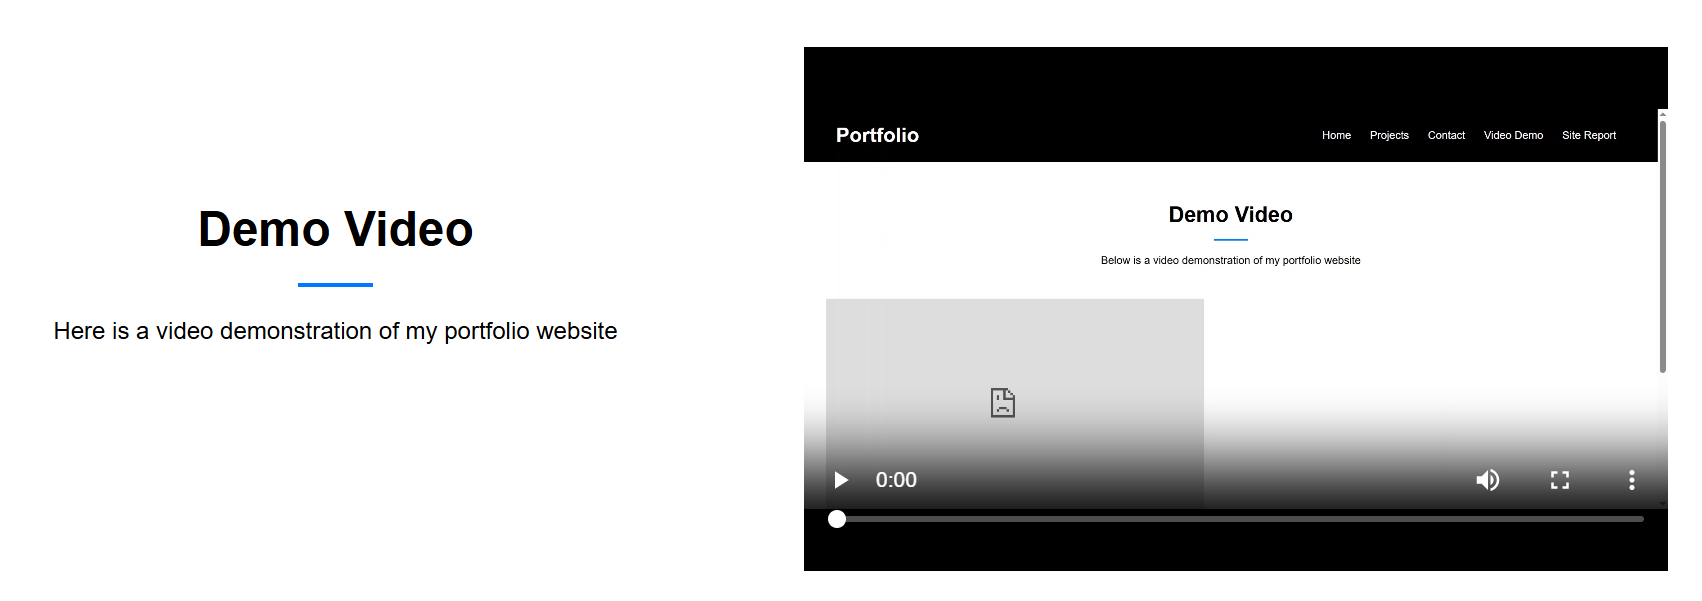 Demo Video
Here is a video demonstration of my portfolio website
Portfolio
Home Projects Contact Video Demo Site Report
Demo Video
Below is a video demonstration of my portfolio website
0:00